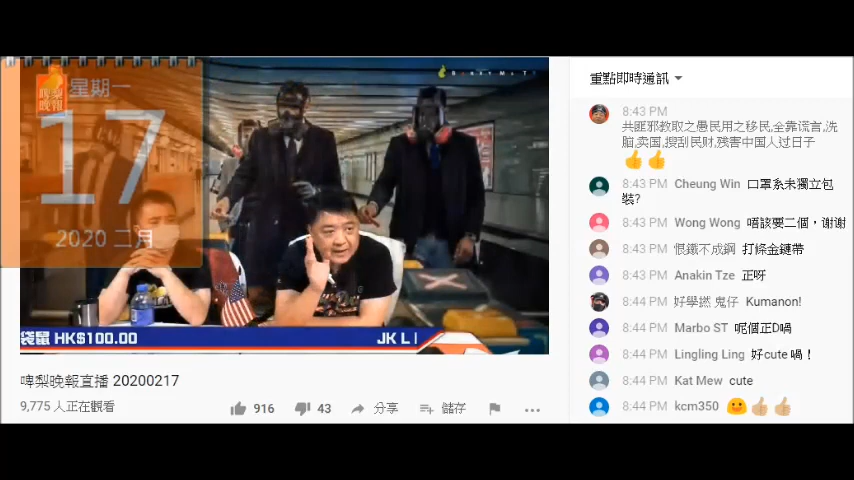 啤梨
晚報
星期一
17
2020 二月
袋鼠 HK$100.00
JK L
啤梨晚報直播 20200217
9,775 人正在觀看
916
43
分享
儲存
重點即時通訊
8:43 PM
共匪邪教取之愚民用之移民,全靠谎言,洗
脑,卖国,搜刮民财,残害中国人过日子
8:43 PM Cheung Win 口罩系未獨立包
裝?
8:43 PM Wong Wong 唔該要二個，谢谢
8:43 PM 恨鐵不成鋼 打條金鏈帶
8:43 PM Anakin Tze 正呀
8:44 PM 好學撚 鬼仔 Kumanon!
8:44 PM Marbo ST 呢個正D喎
8:44 PM Lingling Ling 好cute 喎！
8:44 PM Kat Mew cute
8:44 PM kcm350